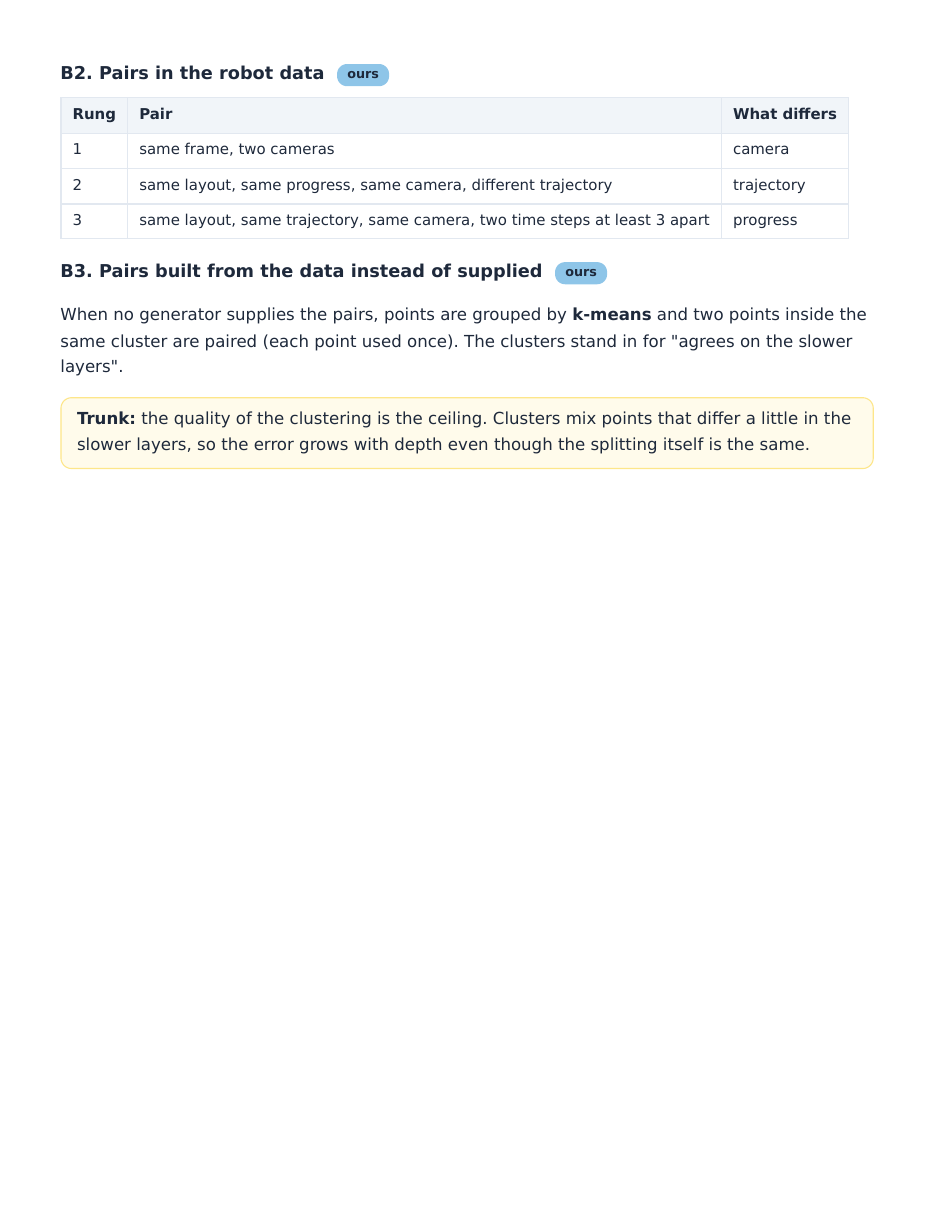 B2. Pairs in the robot data ours
Rung Pair What differs
1 same frame, two cameras camera
2 same layout, same progress, same camera, different trajectory trajectory
3 same layout, same trajectory, same camera, two time steps at least 3 apart progress
B3. Pairs built from the data instead of supplied ours
When no generator supplies the pairs, points are grouped by k-means and two points inside the
same cluster are paired (each point used once). The clusters stand in for "agrees on the slower
layers".
Trunk: the quality of the clustering is the ceiling. Clusters mix points that differ a little in the
slower layers, so the error grows with depth even though the splitting itself is the same.